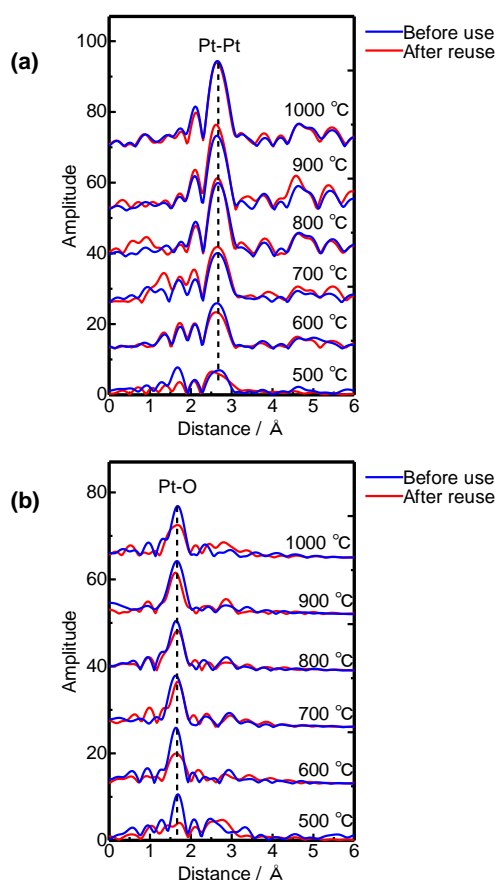 (a)
Before use
After reuse
Pt-Pt
Amplitude
100
80
60
40
20
0
1000 ℃
900 ℃
800 ℃
700 ℃
600 ℃
500 ℃
0 1 2 3 4 5 6
Distance / Å
(b)
Before use
After reuse
Pt-O
Amplitude
80
60
40
20
0
1000 ℃
900 ℃
800 ℃
700 ℃
600 ℃
500 ℃
0 1 2 3 4 5 6
Distance / Å